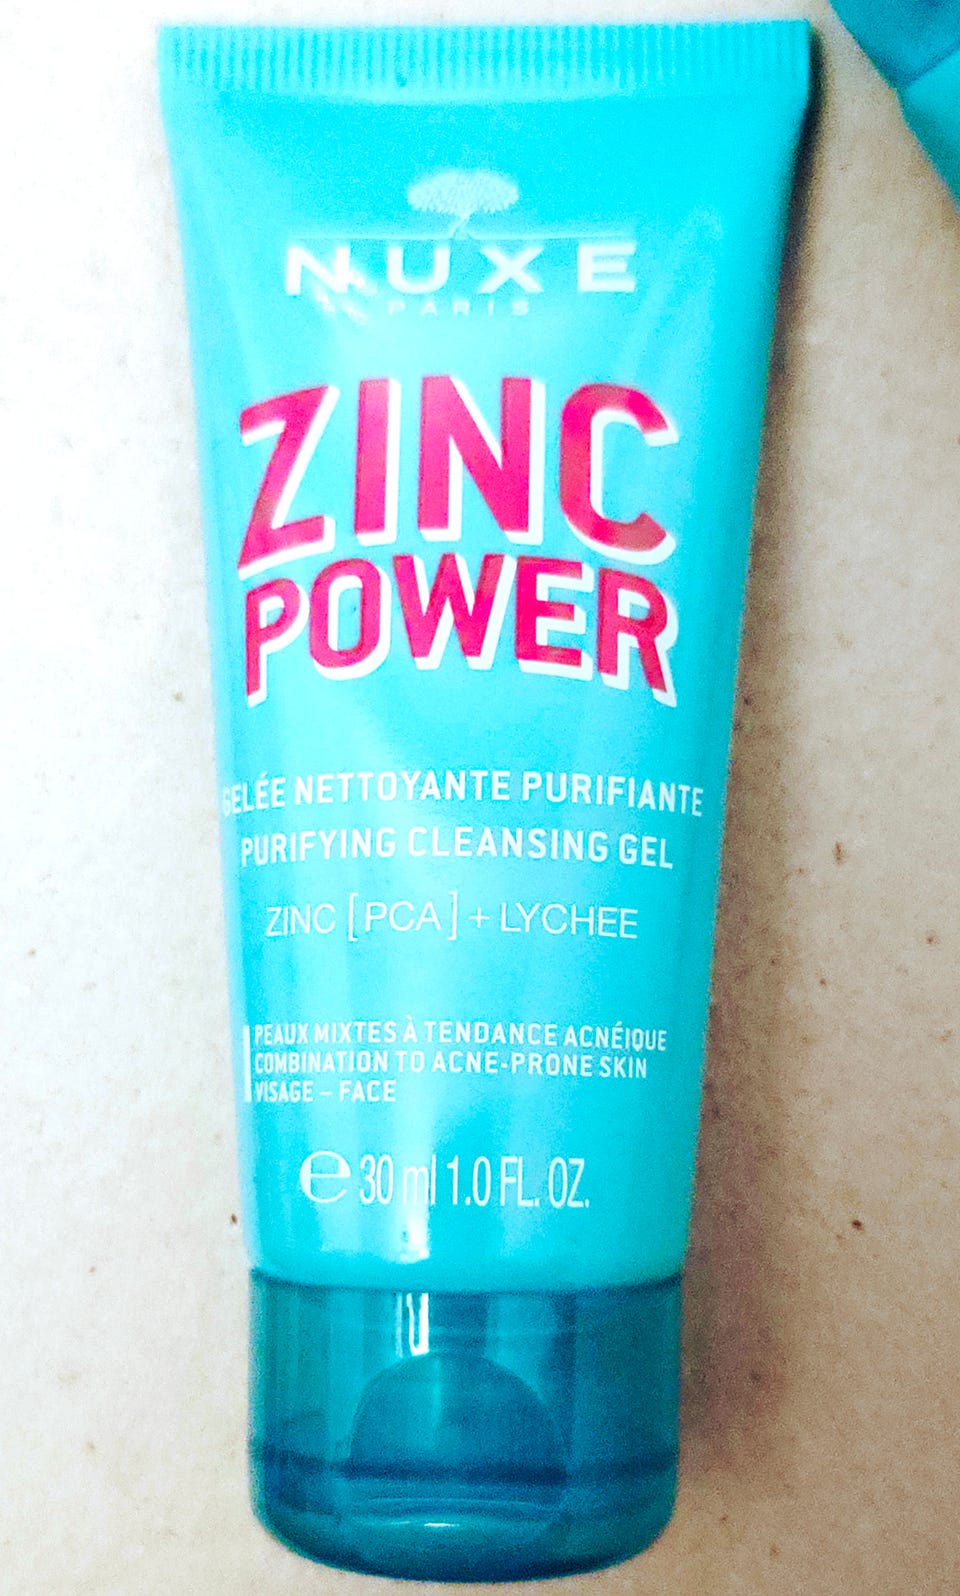 NUXE
PARIS
ZINC
POWER
GELÉE NETTOYANTE PURIFIANTE
PURIFYING CLEANSING GEL
ZINC [PCA] + LYCHEE
PEAUX MIXTES À TENDANCE ACNÉIQUE
COMBINATION TO ACNE-PRONE SKIN
VISAGE – FACE
℮ 30 ml 1.0 FL. OZ.